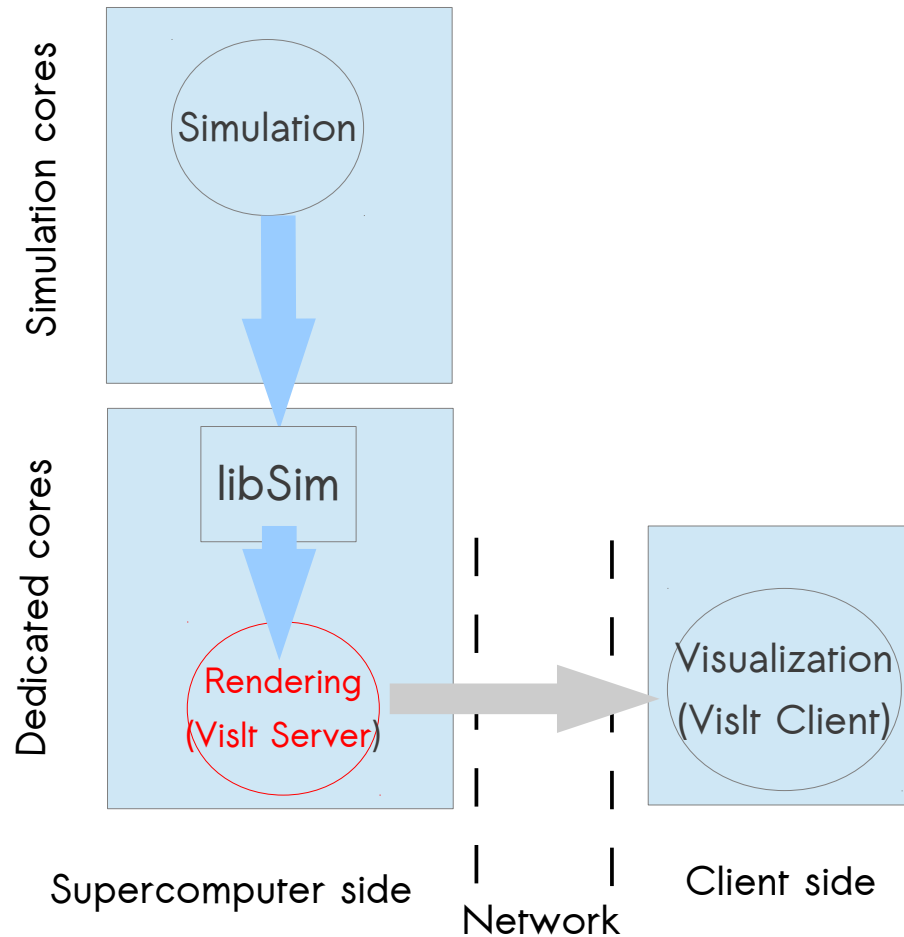 Simulation cores
Simulation
Dedicated cores
libSim
Rendering
(VisIt Server)
Visualization
(VisIt Client)
Supercomputer side
Network
Client side